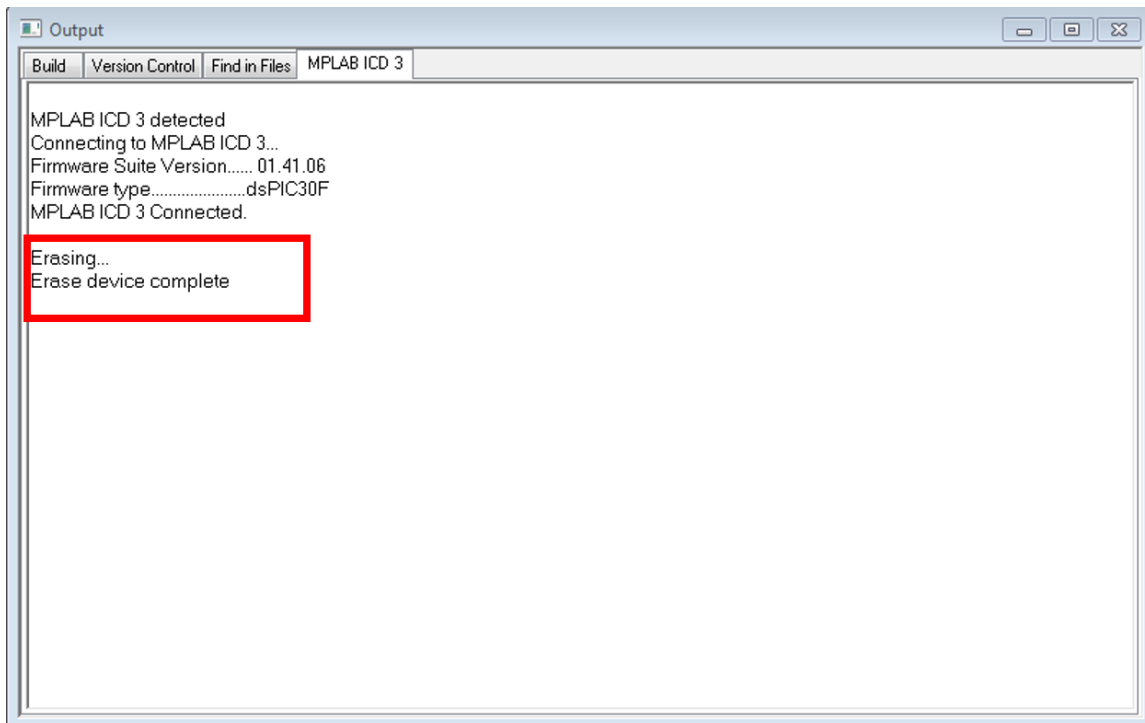 Output
Build Version Control Find in Files MPLAB ICD 3
MPLAB ICD 3 detected
Connecting to MPLAB ICD 3...
Firmware Suite Version...... 01.41.06
Firmware type......................dsPIC30F
MPLAB ICD 3 Connected.
Erasing...
Erase device complete